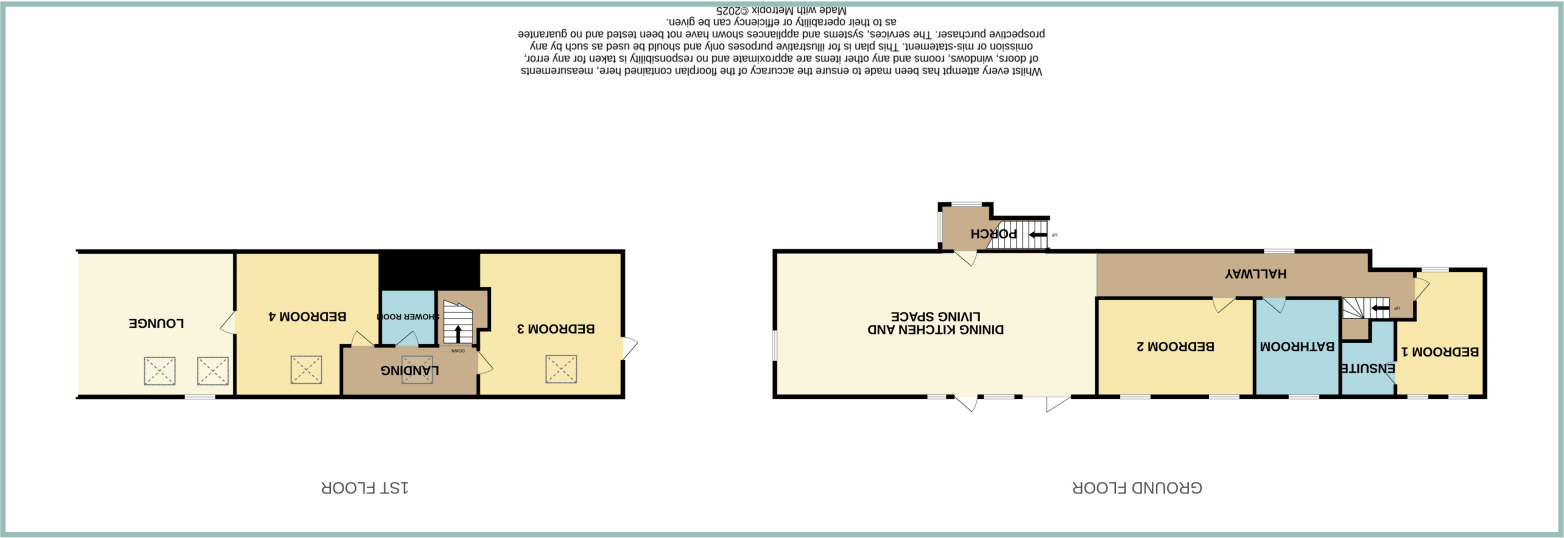 GROUND FLOOR
BEDROOM 1
ENSUITE
BATHROOM
BEDROOM 2
DINING KITCHEN AND
LIVING SPACE
UP
HALLWAY
UP
PORCH
1ST FLOOR
LANDING
DOWN
BEDROOM 3
SHOWER ROOM
BEDROOM 4
LOUNGE
Whilst every attempt has been made to ensure the accuracy of the floorplan contained here, measurements
of doors, windows, rooms and any other items are approximate and no responsibility is taken for any error,
omission or mis-statement. This plan is for illustrative purposes only and should be used as such by any
prospective purchaser. The services, systems and appliances shown have not been tested and no guarantee
as to their operability or efficiency can be given.
Made with Metropix ©2025